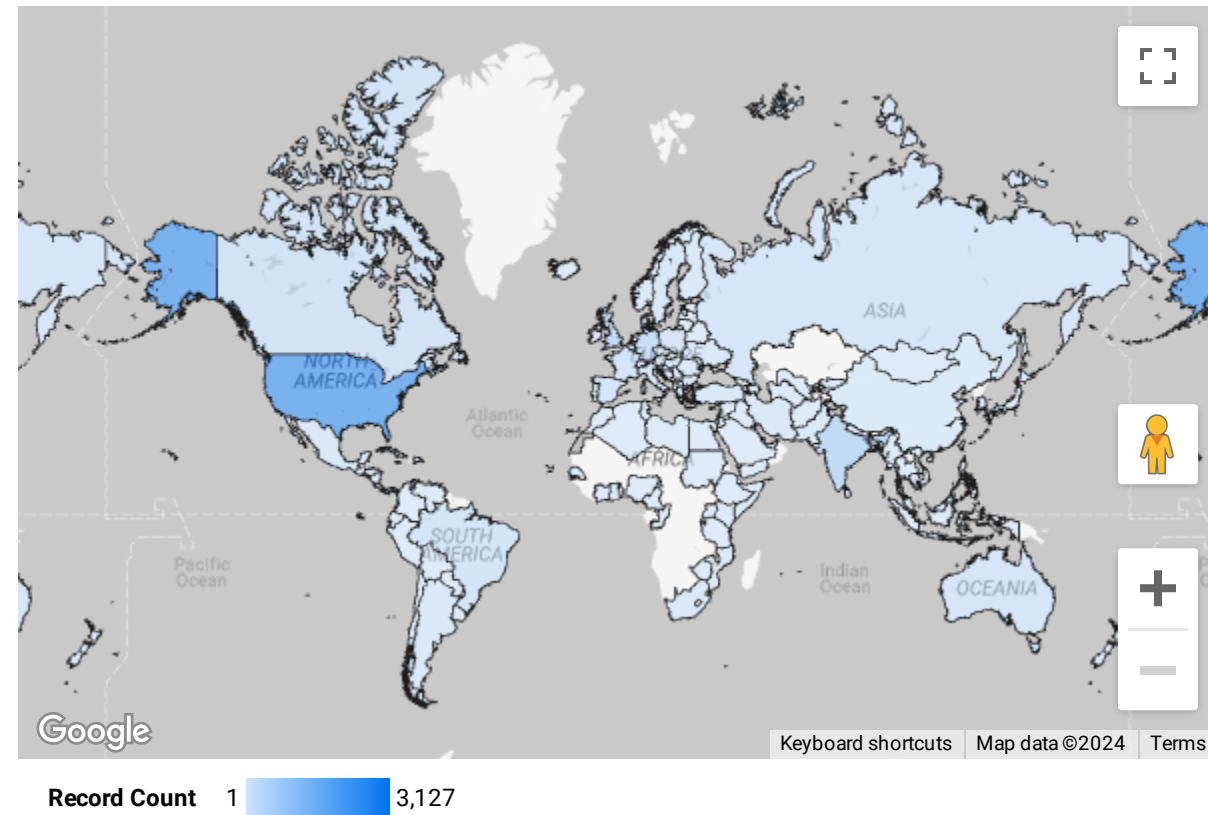 ASIA
NORTH
AMERICA
EUROPE
Atlantic
Ocean
AFRICA
SOUTH
AMERICA
Pacific
Ocean
Indian
Ocean
OCEANIA
Google
Keyboard shortcuts
Map data ©2024
Terms
Record Count 1 3,127